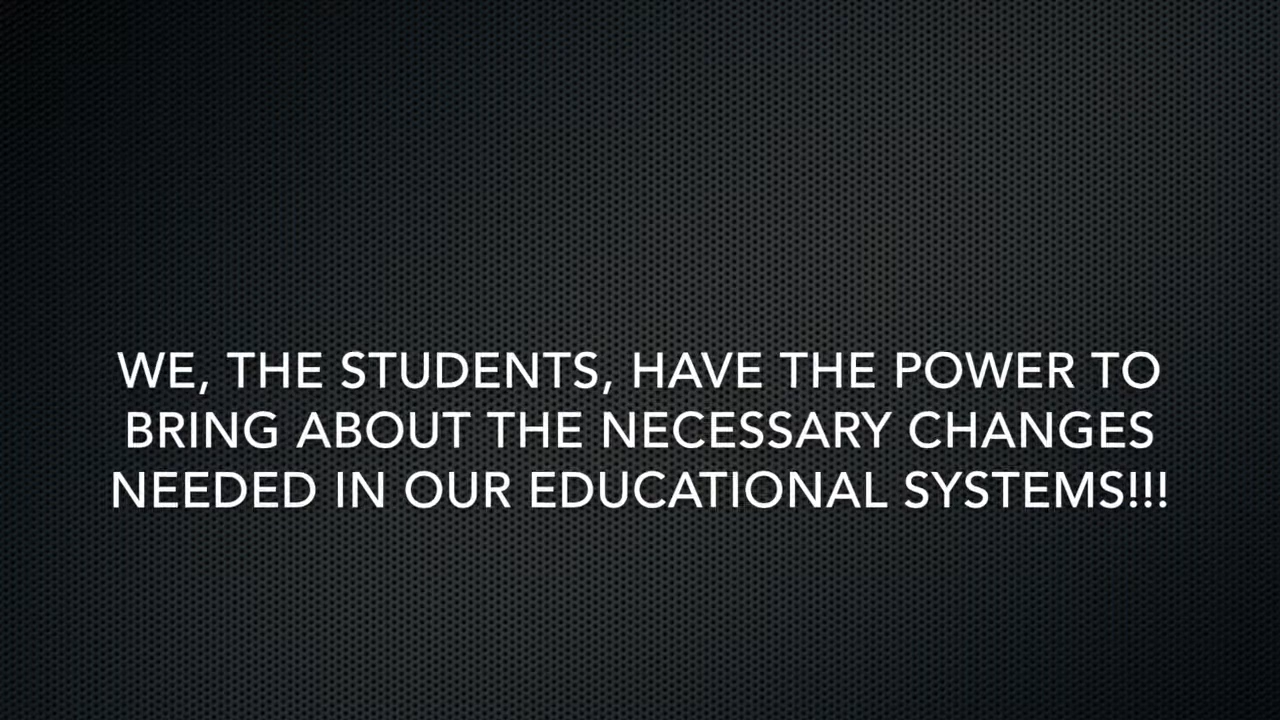 WE, THE STUDENTS, HAVE THE POWER TO
BRING ABOUT THE NECESSARY CHANGES
NEEDED IN OUR EDUCATIONAL SYSTEMS!!!